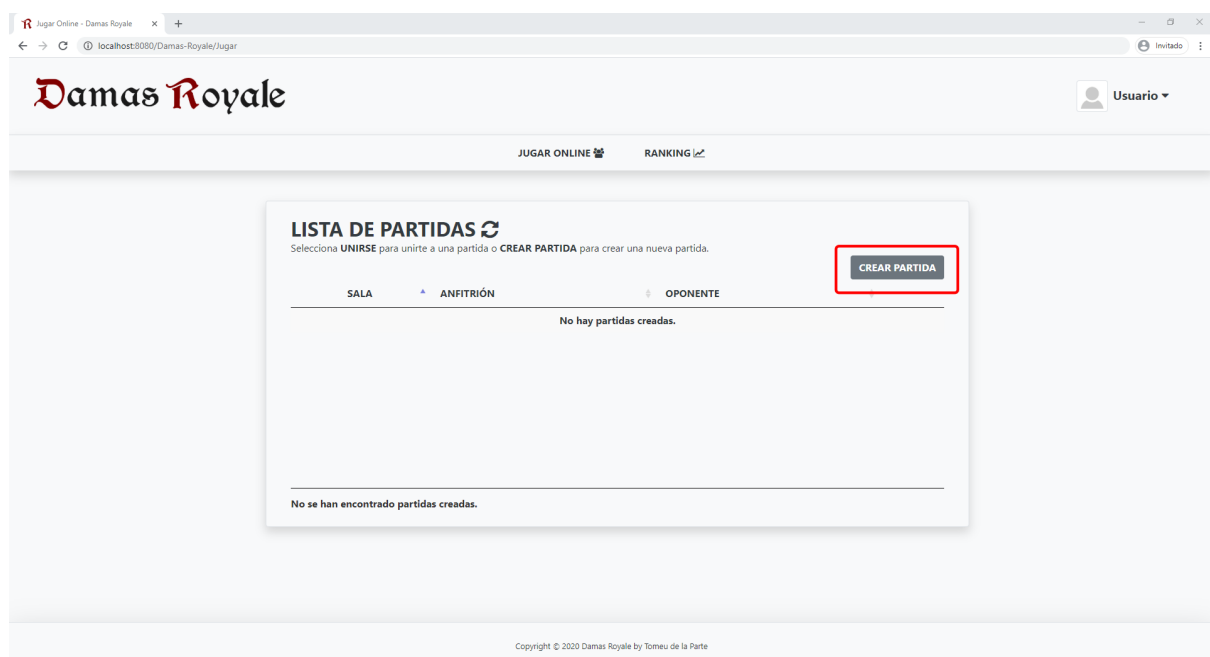 Jugar Online - Damas Royale
localhost:8080/Damas-Royale/Jugar
Invitado
Damas Royale
Usuario
JUGAR ONLINE
RANKING
LISTA DE PARTIDAS
Selecciona UNIRSE para unirte a una partida o CREAR PARTIDA para crear una nueva partida.
CREAR PARTIDA
SALA ANFITRIÓN OPONENTE
No hay partidas creadas.
No se han encontrado partidas creadas.
Copyright © 2020 Damas Royale by Tomeu de la Parte